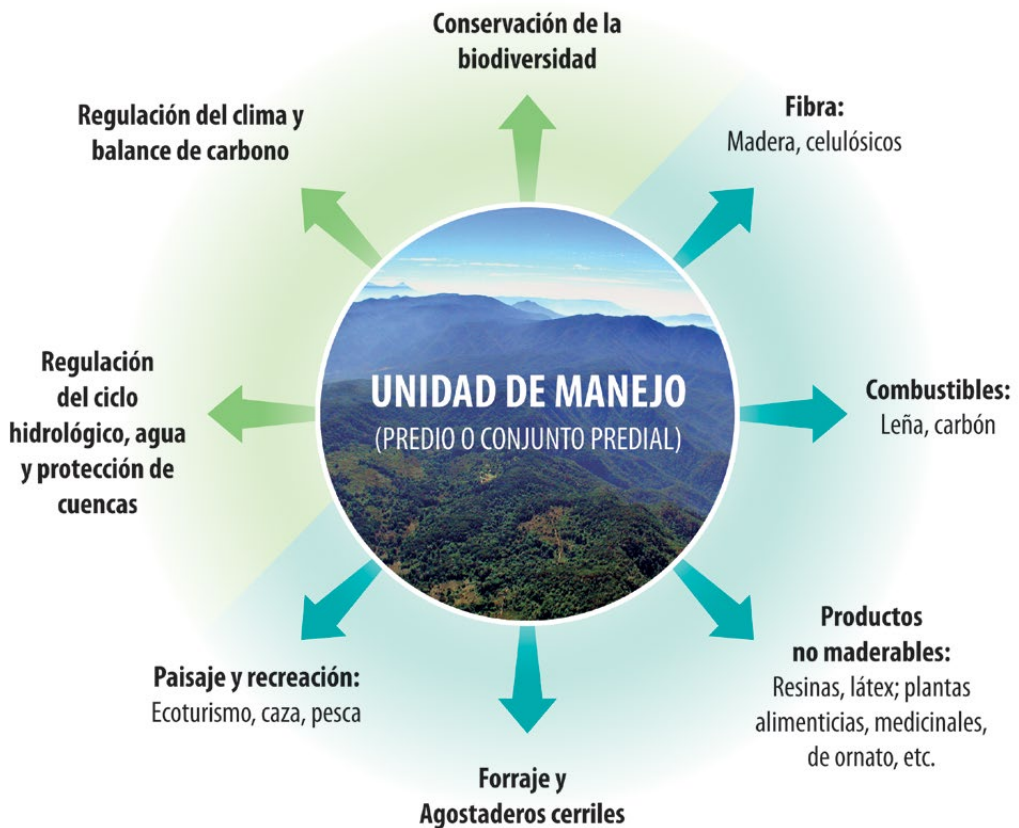 Conservación de la
biodiversidad
Regulación del clima y
balance de carbono
Fibra:
Madera, celulósicos
Regulación
del ciclo
hidrológico, agua
y protección de
cuencas
UNIDAD DE MANEJO
(PREDIO O CONJUNTO PREDIAL)
Combustibles:
Leña, carbón
Paisaje y recreación:
Ecoturismo, caza, pesca
Productos
no maderables:
Resinas, látex; plantas
alimenticias, medicinales,
de ornato, etc.
Forraje y
Agostaderos cerriles